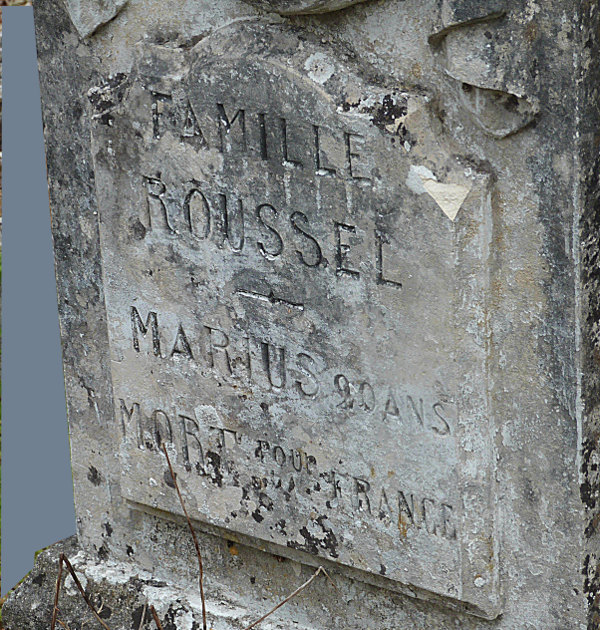 FAMILLE
ROUSSEL
MARIUS 20 ANS
MORT POUR FRANCE